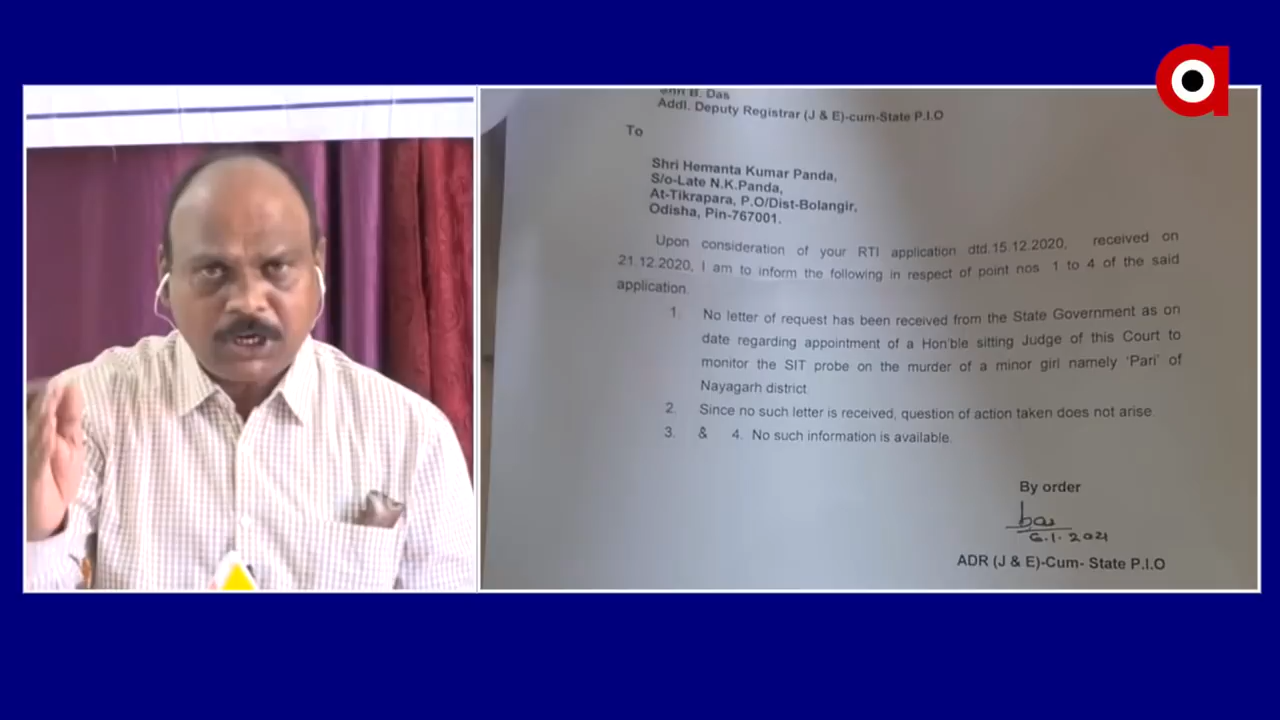 Shri B. Das
Addl. Deputy Registrar (J & E)-cum-State P.I.O
To
Shri Hemanta Kumar Panda,
S/o-Late N.K.Panda,
At-Tikrapara, P.O/Dist-Bolangir,
Odisha, Pin-767001.
Upon consideration of your RTI application dtd.15.12.2020, received on
21.12.2020, I am to inform the following in respect of point nos 1 to 4 of the said
application.
1. No letter of request has been received from the State Government as on
date regarding appointment of a Hon'ble sitting Judge of this Court to
monitor the SIT probe on the murder of a minor girl namely 'Pari' of
Nayagarh district.
2. Since no such letter is received, question of action taken does not arise.
3. & 4. No such information is available.
By order
6.1.2021
ADR (J & E)-Cum- State P.I.O